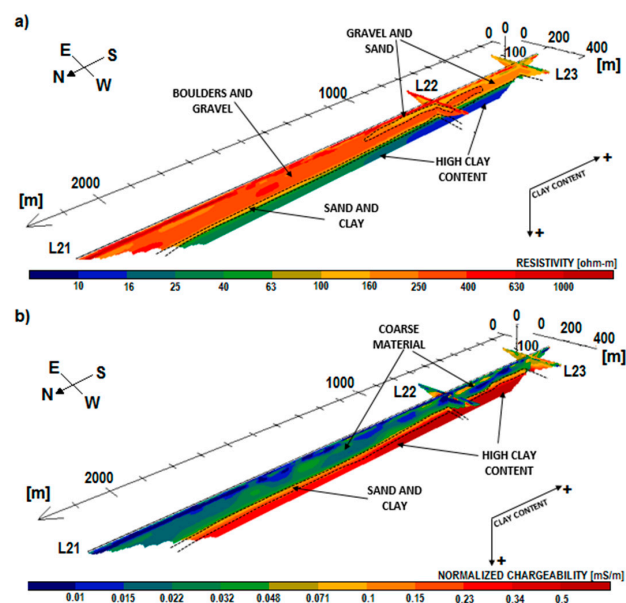 a)
GRAVEL AND
SAND
0
0
0
200
400
[m]
100
E
S
N
W
L22
L23
1000
BOULDERS AND
GRAVEL
HIGH CLAY
CONTENT
2000
[m]
SAND AND
CLAY
CLAY CONTENT
+
+
L21
RESISTIVITY [ohm-m]
10 16 25 40 63 100 160 250 400 630 1000
b)
COARSE
MATERIAL
0
0
0
200
400
[m]
100
E
S
N
W
L22
L23
1000
2000
[m]
HIGH CLAY
CONTENT
SAND AND
CLAY
CLAY CONTENT
+
+
L21
NORMALIZED CHARGEABILITY [mS/m]
0.01 0.015 0.022 0.032 0.048 0.071 0.1 0.15 0.23 0.34 0.5